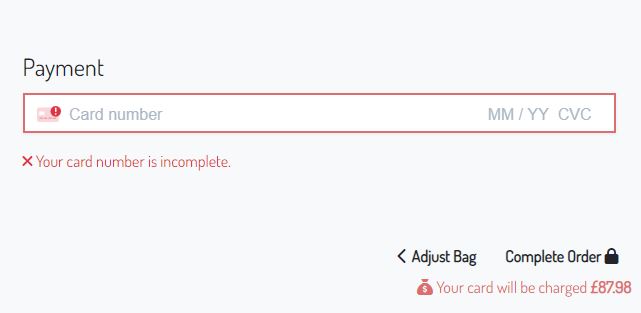 Payment
Card number MM / YY CVC
Your card number is incomplete.
Adjust Bag Complete Order
Your card will be charged £87.98